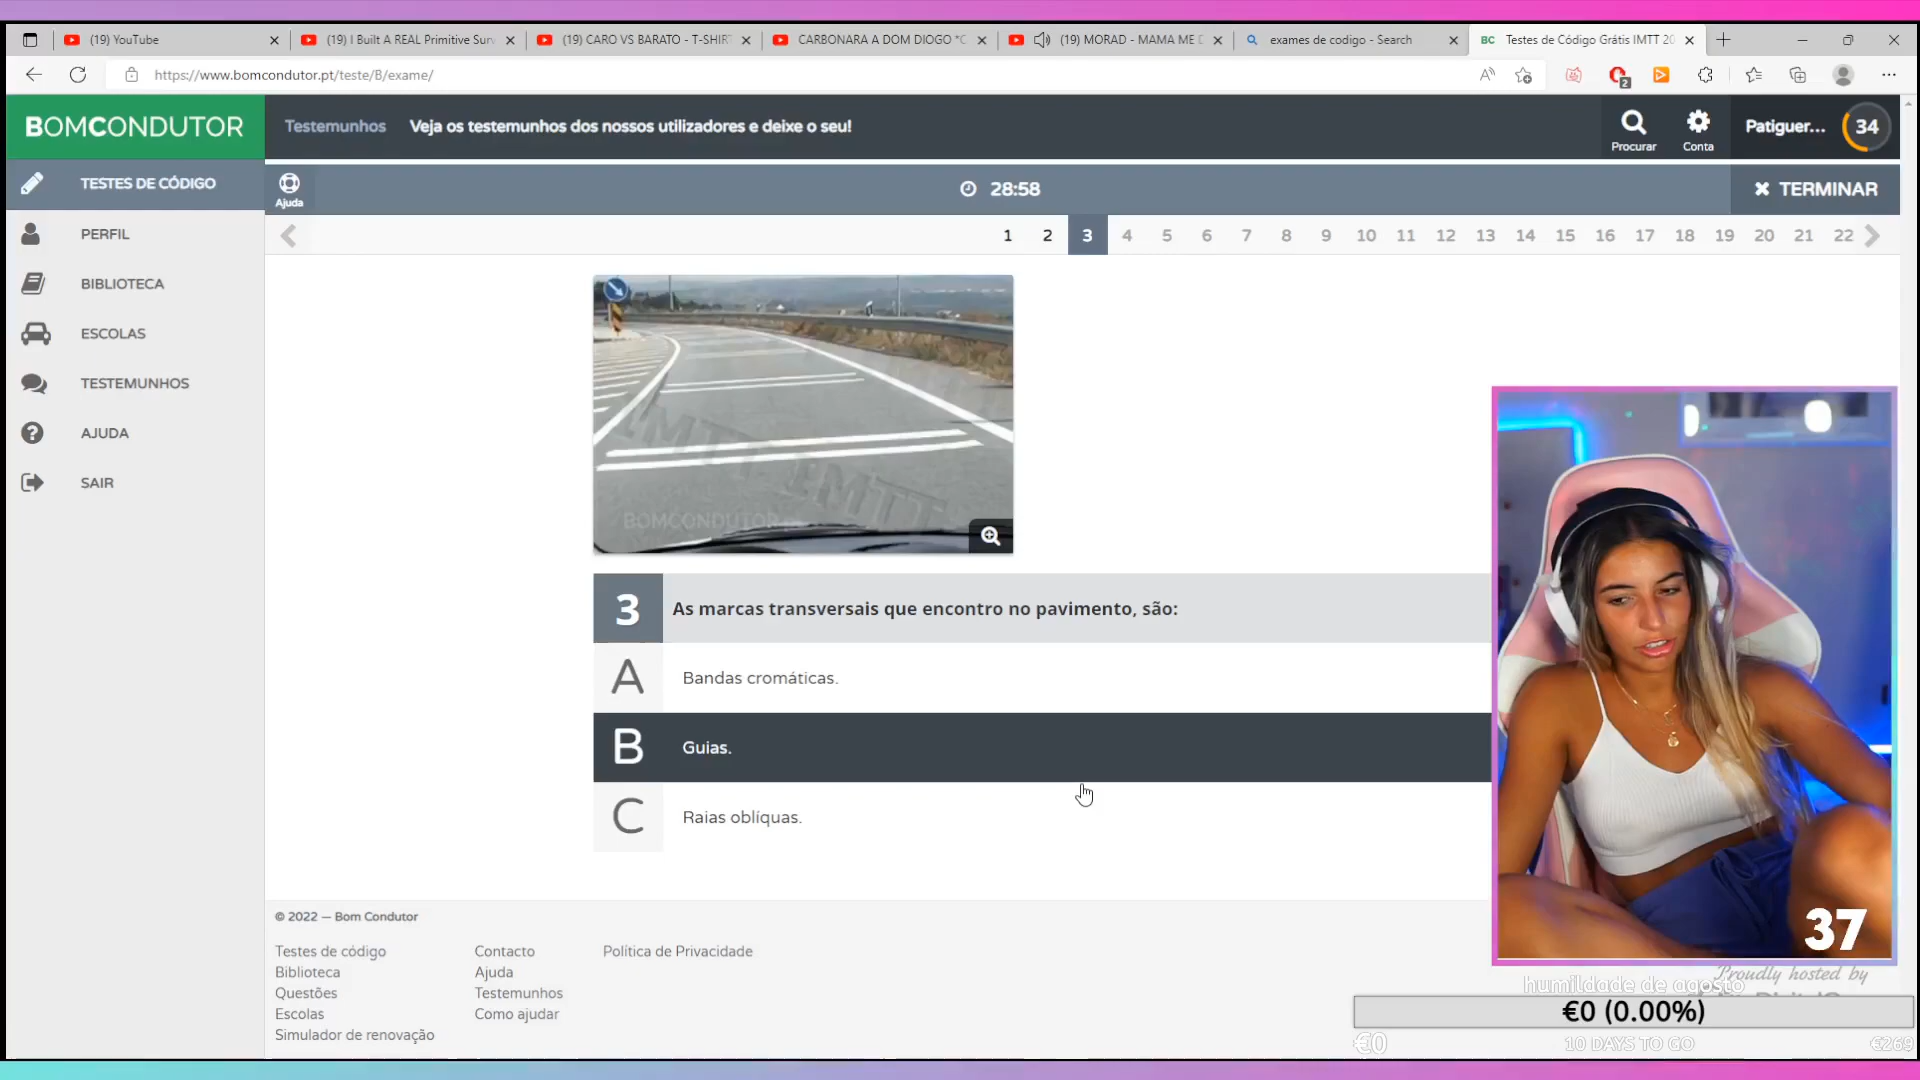 (19) YouTube
(19) I Built A REAL Primitive Surv
(19) CARO VS BARATO - T-SHIRT
CARBONARA A DOM DIOGO "C
(19) MORAD - MAMA ME D
exames de codigo - Search
BC Testes de Código Grátis IMTT 20
https://www.bomcondutor.pt/teste/B/exame/
2
BOMCONDUTOR
Testemunhos
Veja os testemunhos dos nossos utilizadores e deixe o seu!
Procurar
Conta
Patiguer...
34
TESTES DE CÓDIGO
PERFIL
BIBLIOTECA
ESCOLAS
TESTEMUNHOS
AJUDA
SAIR
Ajuda
28:58
TERMINAR
1 2 3 4 5 6 7 8 9 10 11 12 13 14 15 16 17 18 19 20 21 22
IMTT IMTT
BOMCONDUTOR
3 As marcas transversais que encontro no pavimento, são:
A Bandas cromáticas.
B Guias.
C Raias oblíquas.
© 2022 — Bom Condutor
Testes de código
Biblioteca
Questões
Escolas
Simulador de renovação
Contacto
Ajuda
Testemunhos
Como ajudar
Política de Privacidade
37
Proudly hosted by
humildade de agosto
€0 (0.00%)
€0
10 DAYS TO GO
€269